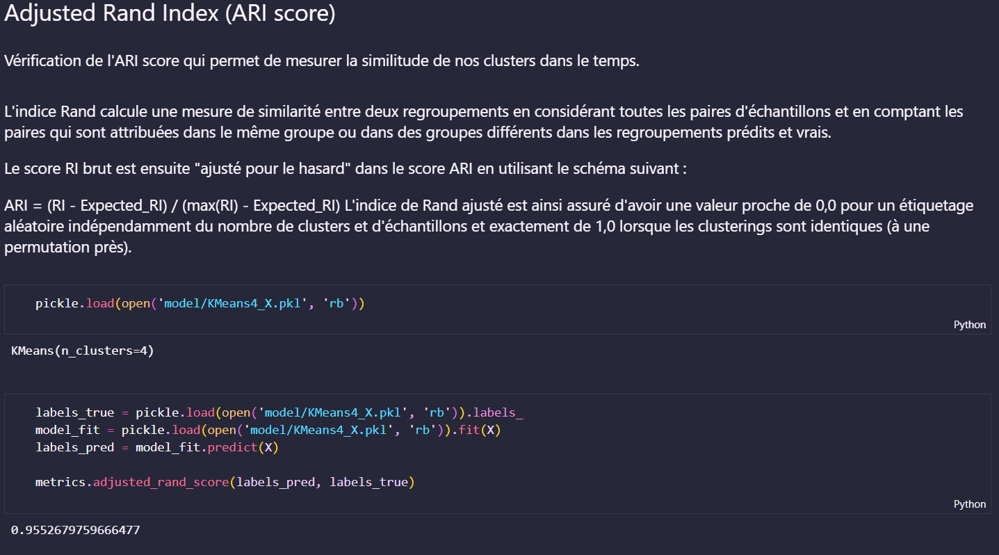 Adjusted Rand Index (ARI score)
Vérification de l'ARI score qui permet de mesurer la similitude de nos clusters dans le temps.
L'indice Rand calcule une mesure de similarité entre deux regroupements en considérant toutes les paires d'échantillons et en comptant les
paires qui sont attribuées dans le même groupe ou dans des groupes différents dans les regroupements prédits et vrais.
Le score RI brut est ensuite "ajusté pour le hasard" dans le score ARI en utilisant le schéma suivant :
ARI = (RI - Expected_RI) / (max(RI) - Expected_RI) L'indice de Rand ajusté est ainsi assuré d'avoir une valeur proche de 0,0 pour un étiquetage
aléatoire indépendamment du nombre de clusters et d'échantillons et exactement de 1,0 lorsque les clusterings sont identiques (à une
permutation près).
pickle.load(open('model/KMeans4_X.pkl', 'rb'))
Python
KMeans(n_clusters=4)
labels_true = pickle.load(open('model/KMeans4_X.pkl', 'rb')).labels_
model_fit = pickle.load(open('model/KMeans4_X.pkl', 'rb')).fit(X)
labels_pred = model_fit.predict(X)
metrics.adjusted_rand_score(labels_pred, labels_true)
Python
0.9552679759666477